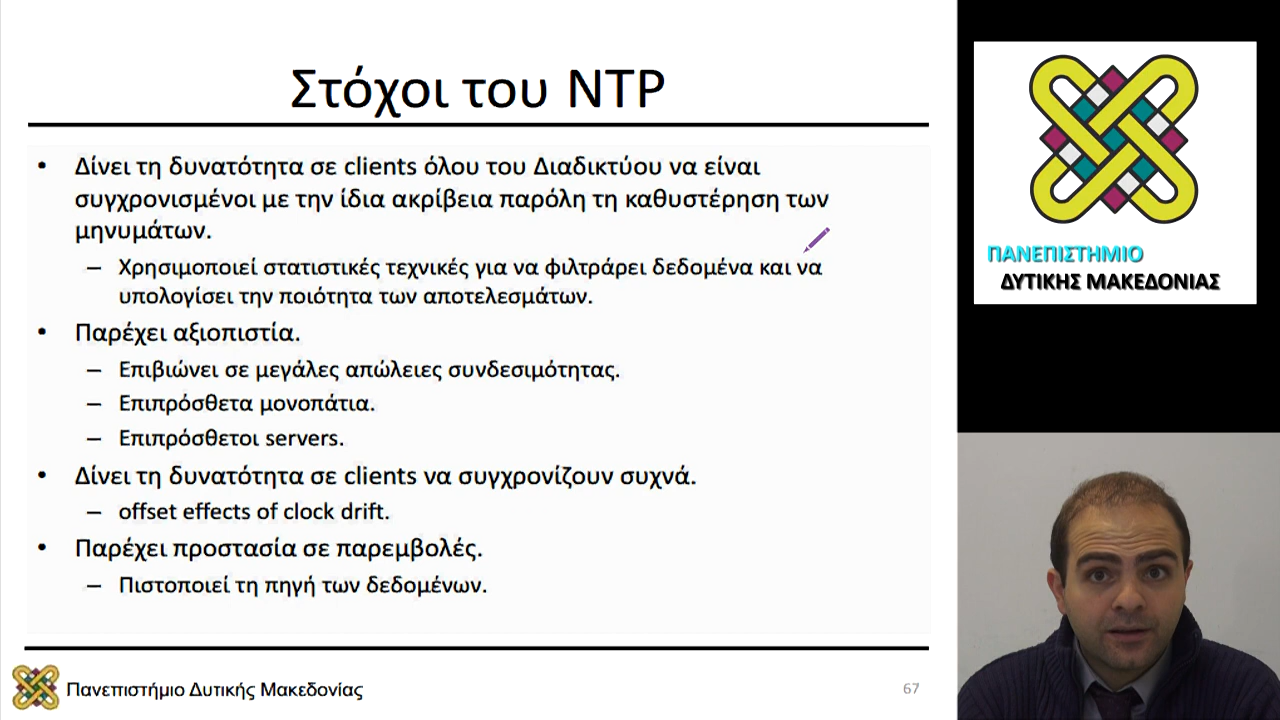 Στόχοι του NTP
• Δίνει τη δυνατότητα σε clients όλου του Διαδικτύου να είναι
συγχρονισμένοι με την ίδια ακρίβεια παρόλη τη καθυστέρηση των
μηνυμάτων.
– Χρησιμοποιεί στατιστικές τεχνικές για να φιλτράρει δεδομένα και να
υπολογίσει την ποιότητα των αποτελεσμάτων.
• Παρέχει αξιοπιστία.
– Επιβιώνει σε μεγάλες απώλειες συνδεσιμότητας.
– Επιπρόσθετα μονοπάτια.
– Επιπρόσθετοι servers.
• Δίνει τη δυνατότητα σε clients να συγχρονίζουν συχνά.
– offset effects of clock drift.
• Παρέχει προστασία σε παρεμβολές.
– Πιστοποιεί τη πηγή των δεδομένων.
Πανεπιστήμιο Δυτικής Μακεδονίας
67
ΠΑΝΕΠΙΣΤΗΜΙΟ
ΔΥΤΙΚΗΣ ΜΑΚΕΔΟΝΙΑΣ